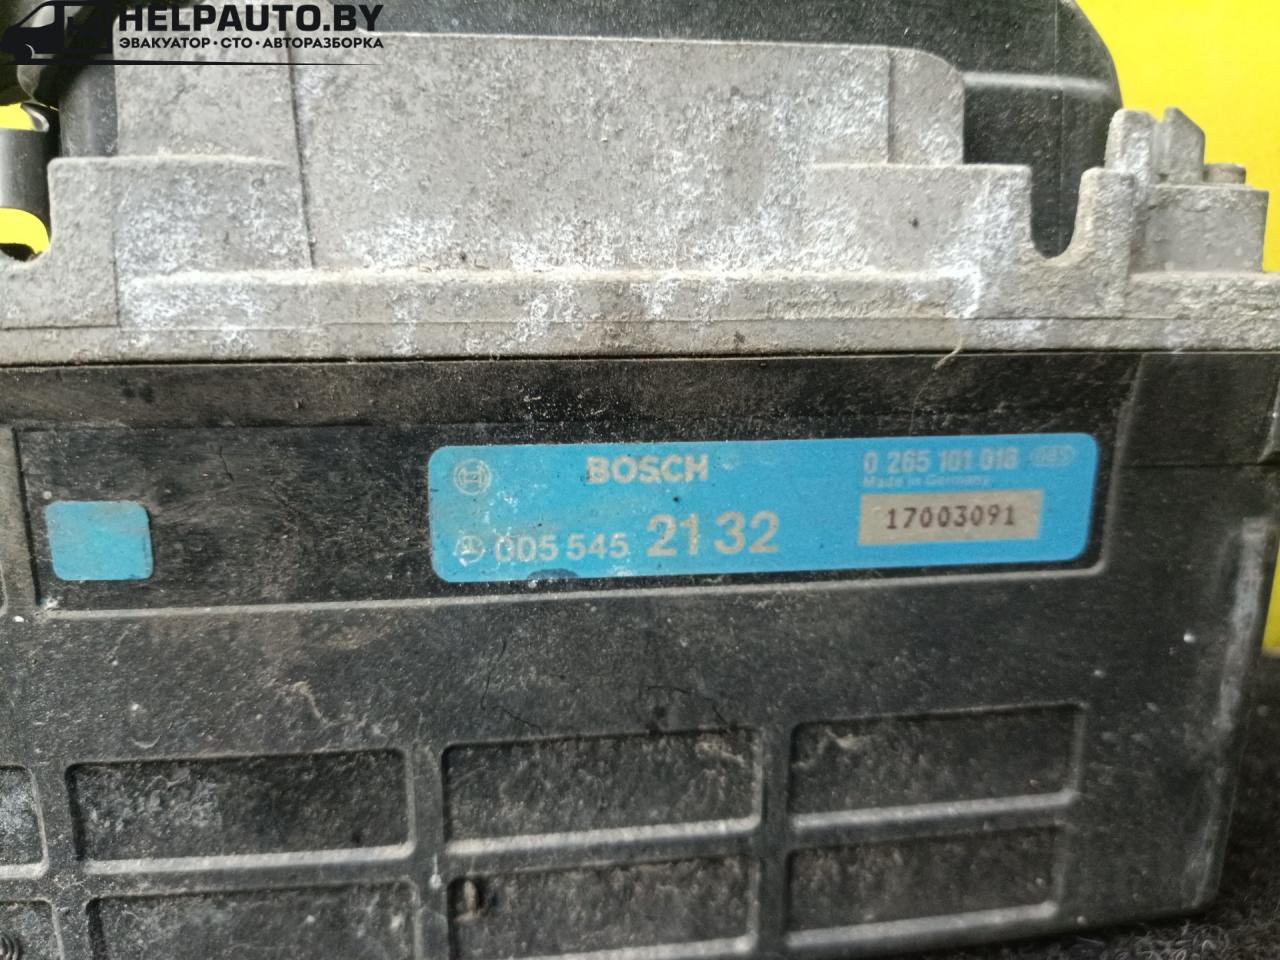 HELPAUTO.BY
ЭВАКУАТОР • СТО • АВТОРАЗБОРКА
BOSCH
0 265 101 018
Made in Germany
17003091
005 545 21 32